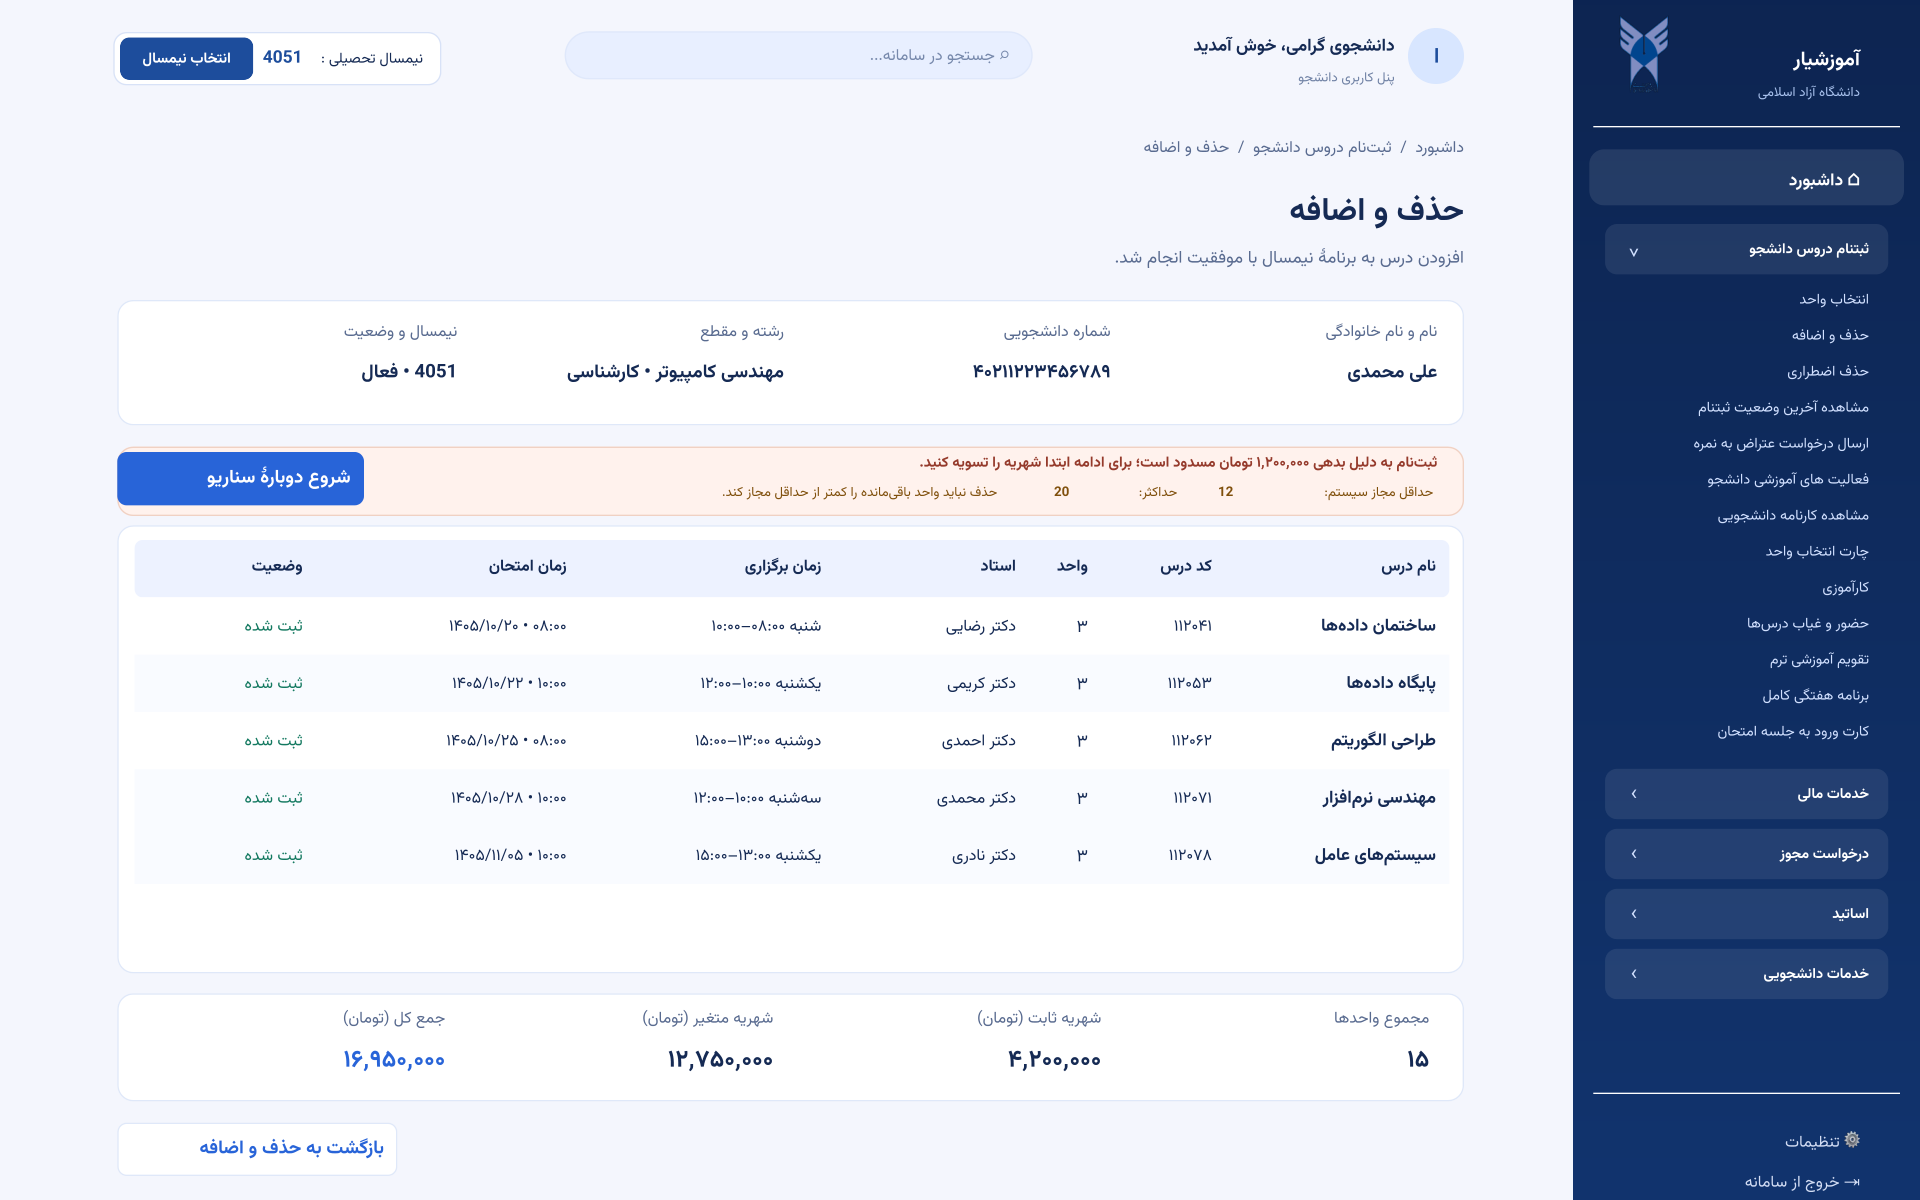 آموزشیار
دانشگاه آزاد اسلامی
داشبورد
ثبتنام دروس دانشجو
انتخاب واحد
حذف و اضافه
حذف اضطراری
مشاهده آخرین وضعیت ثبتنام
ارسال درخواست عتراض به نمره
فعالیت های آموزشی دانشجو
مشاهده کارنامه دانشجویی
چارت انتخاب واحد
کارآموزی
حضور و غیاب درس‌ها
تقویم آموزشی ترم
برنامه هفتگی کامل
کارت ورود به جلسه امتحان
خدمات مالی
درخواست مجوز
اساتید
خدمات دانشجویی
تنظیمات
خروج از سامانه
ا
دانشجوی گرامی، خوش آمدید
پنل کاربری دانشجو
جستجو در سامانه...
نیمسال تحصیلی : 4051 انتخاب نیمسال
داشبورد / ثبت‌نام دروس دانشجو / حذف و اضافه
حذف و اضافه
افزودن درس به برنامهٔ نیمسال با موفقیت انجام شد.
نام و نام خانوادگی شماره دانشجویی رشته و مقطع نیمسال و وضعیت
علی محمدی ۴۰۲۱۱۲۲۳۴۵۶۷۸۹ مهندسی کامپیوتر • کارشناسی 4051 • فعال
ثبت‌نام به دلیل بدهی ۱,۲۰۰,۰۰۰ تومان مسدود است؛ برای ادامه ابتدا شهریه را تسویه کنید.
حداقل مجاز سیستم: 12 حداکثر: 20 حذف نباید واحد باقی‌مانده را کمتر از حداقل مجاز کند.
شروع دوبارهٔ سناریو
نام درس کد درس واحد استاد زمان برگزاری زمان امتحان وضعیت
ساختمان داده‌ها ۱۱۲۰۴۱ ۳ دکتر رضایی شنبه ۰۸:۰۰–۱۰:۰۰ ۱۴۰۵/۱۰/۲۰ • ۰۸:۰۰ ثبت شده
پایگاه داده‌ها ۱۱۲۰۵۳ ۳ دکتر کریمی یکشنبه ۱۰:۰۰–۱۲:۰۰ ۱۴۰۵/۱۰/۲۲ • ۱۰:۰۰ ثبت شده
طراحی الگوریتم ۱۱۲۰۶۲ ۳ دکتر احمدی دوشنبه ۱۳:۰۰–۱۵:۰۰ ۱۴۰۵/۱۰/۲۵ • ۰۸:۰۰ ثبت شده
مهندسی نرم‌افزار ۱۱۲۰۷۱ ۳ دکتر محمدی سه‌شنبه ۱۰:۰۰–۱۲:۰۰ ۱۴۰۵/۱۰/۲۸ • ۱۰:۰۰ ثبت شده
سیستم‌های عامل ۱۱۲۰۷۸ ۳ دکتر نادری یکشنبه ۱۳:۰۰–۱۵:۰۰ ۱۴۰۵/۱۱/۰۵ • ۱۰:۰۰ ثبت شده
مجموع واحدها شهریه ثابت (تومان) شهریه متغیر (تومان) جمع کل (تومان)
۱۵ ۴,۲۰۰,۰۰۰ ۱۲,۷۵۰,۰۰۰ ۱۶,۹۵۰,۰۰۰
بازگشت به حذف و اضافه